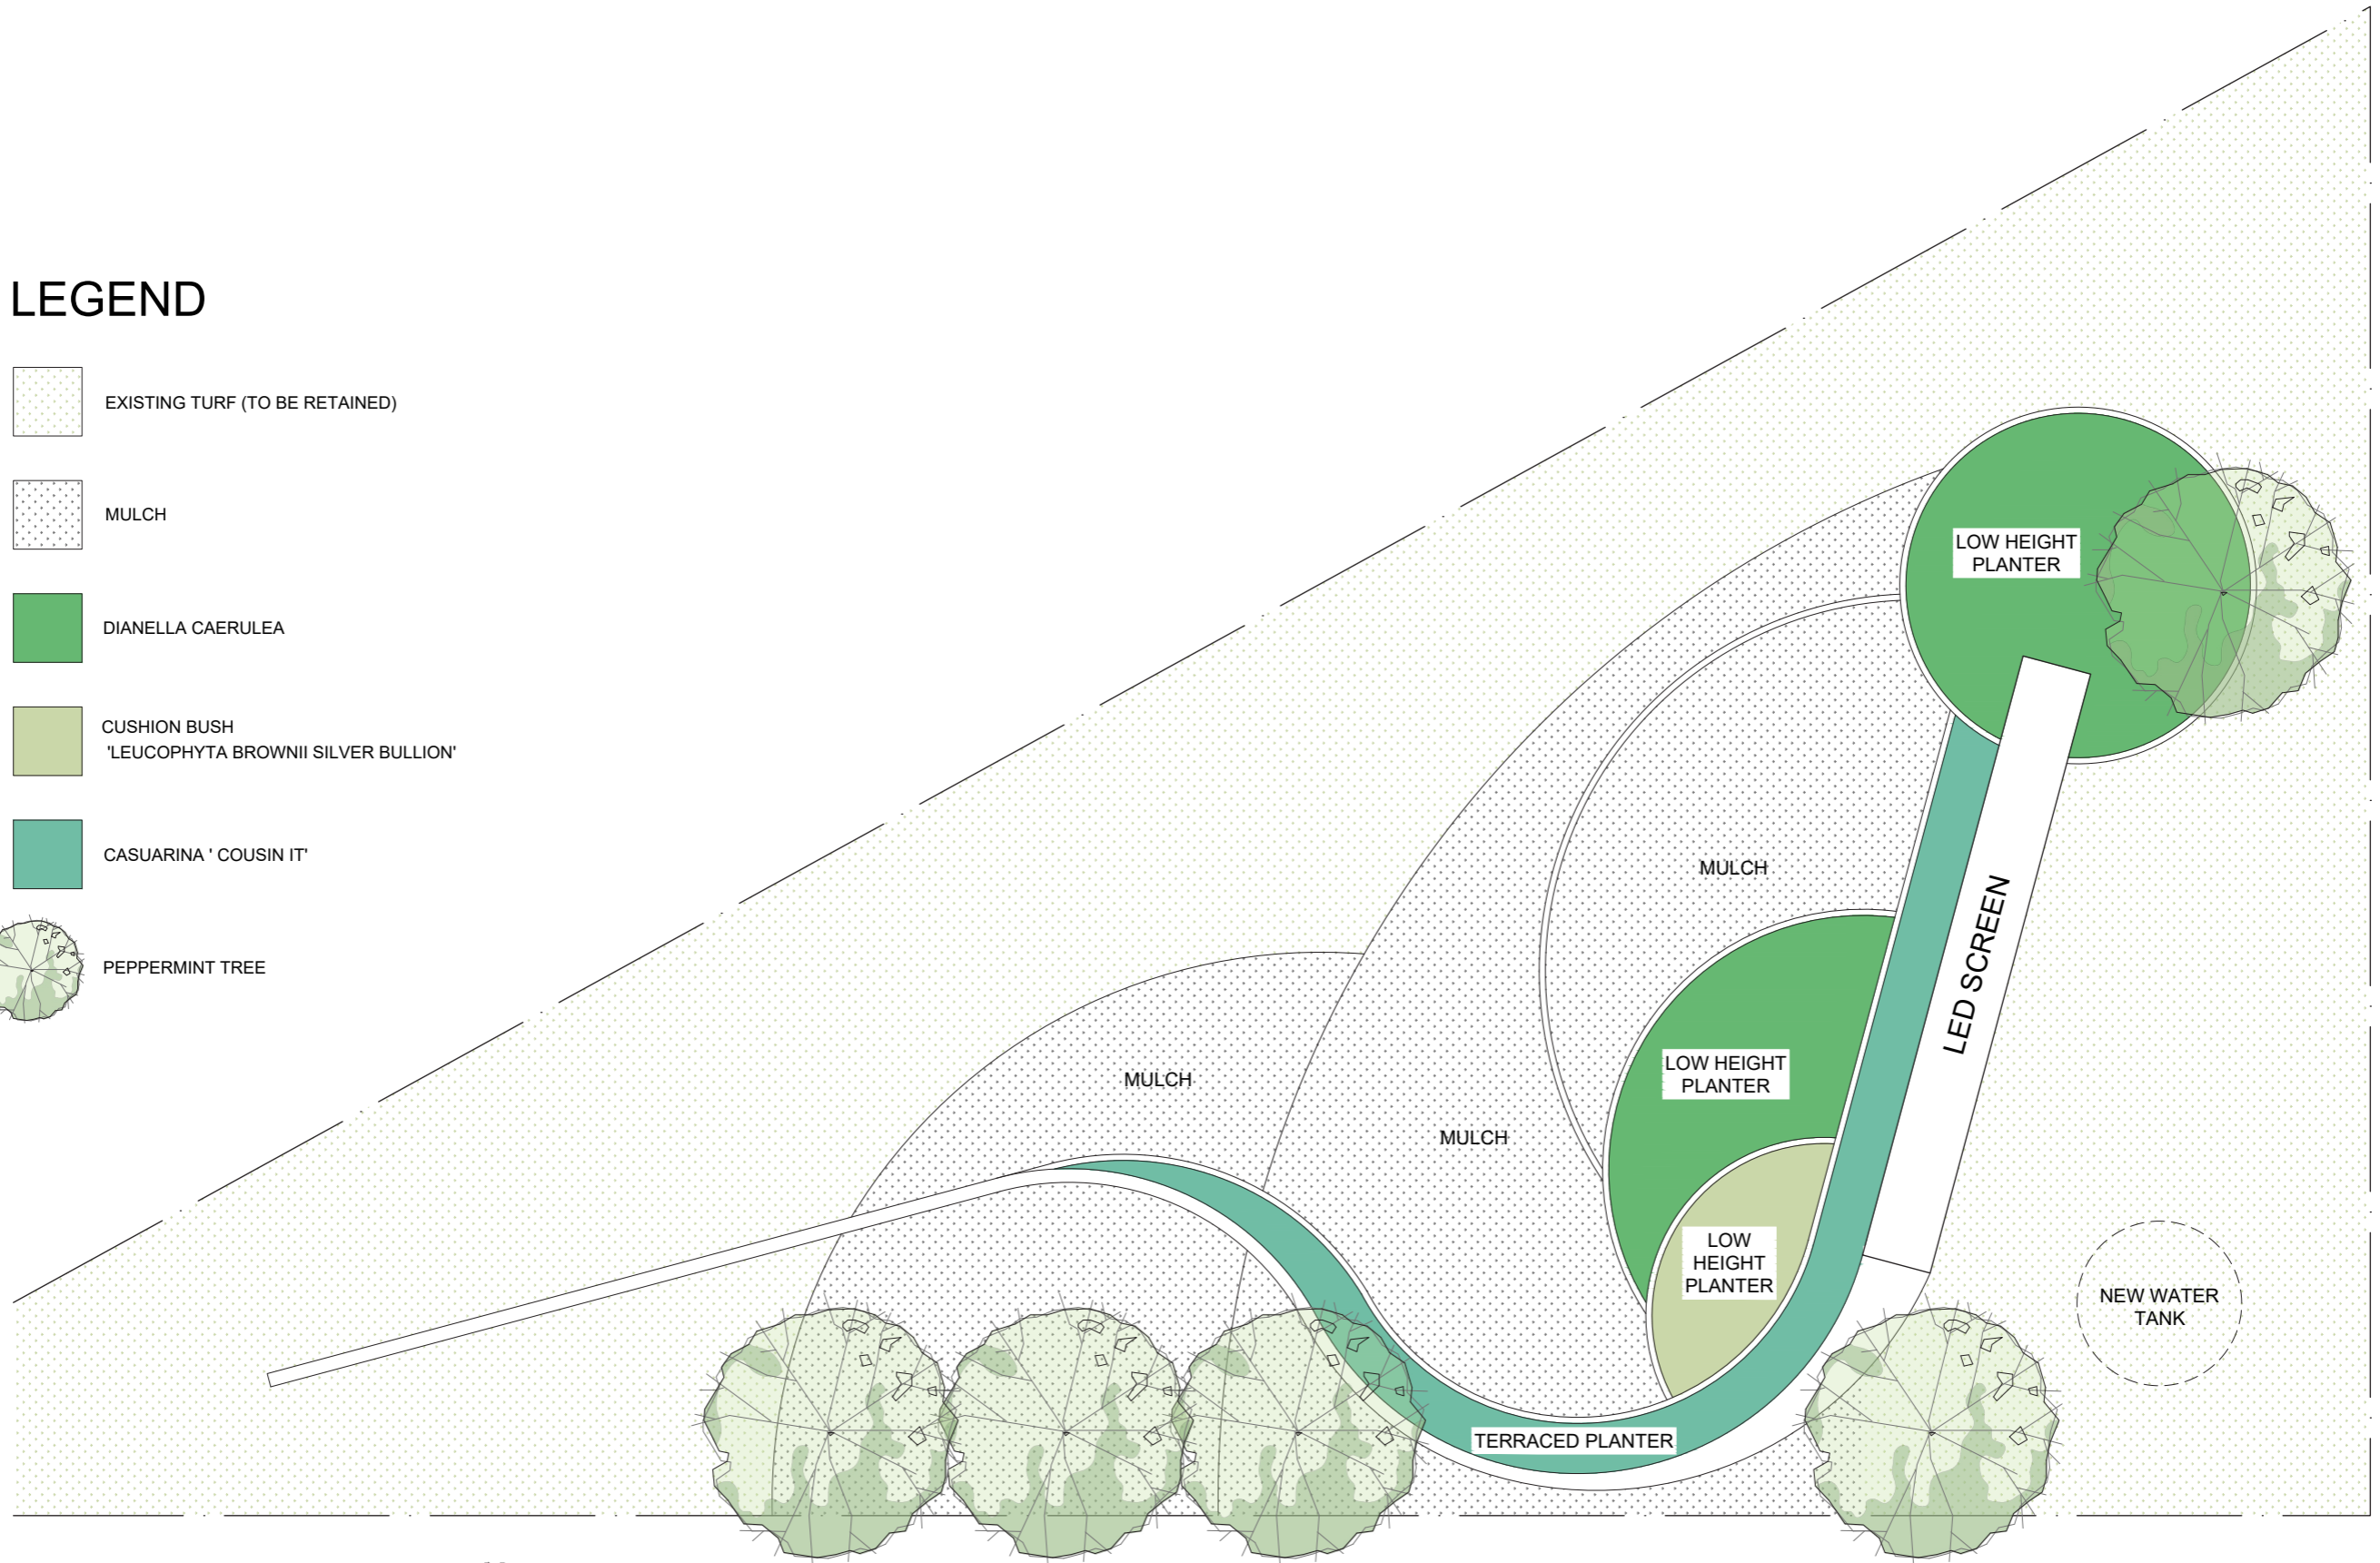 LEGEND
EXISTING TURF (TO BE RETAINED)
MULCH
DIANELLA CAERULEA
CUSHION BUSH
'LEUCOPHYTA BROWNII SILVER BULLION'
CASUARINA ' COUSIN IT'
PEPPERMINT TREE
LOW HEIGHT
PLANTER
MULCH
LED SCREEN
LOW HEIGHT
PLANTER
MULCH
MULCH
LOW
HEIGHT
PLANTER
NEW WATER
TANK
TERRACED PLANTER